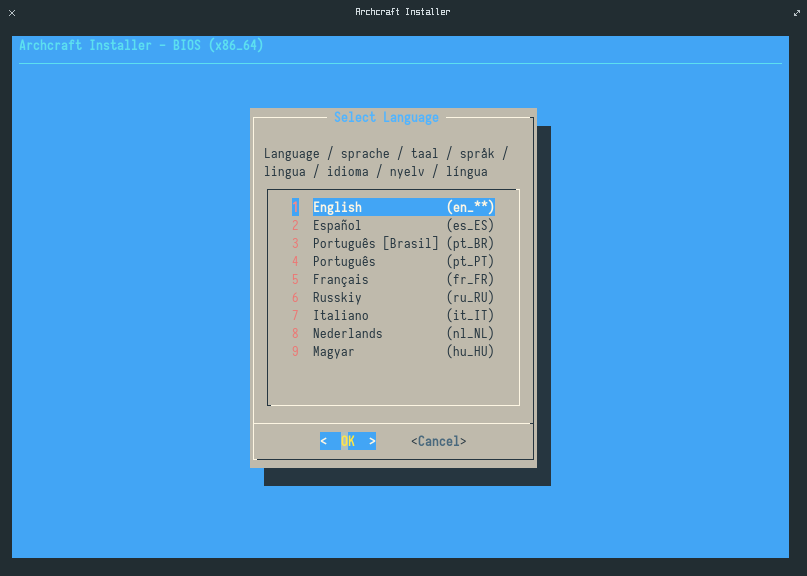 Archcraft Installer
Archcraft Installer - BIOS (x86_64)
Select Language
Language / sprache / taal / språk /
lingua / idioma / nyelv / língua
1 English (en_**)
2 Español (es_ES)
3 Português [Brasil] (pt_BR)
4 Português (pt_PT)
5 Français (fr_FR)
6 Russkiy (ru_RU)
7 Italiano (it_IT)
8 Nederlands (nl_NL)
9 Magyar (hu_HU)
< OK > <Cancel>